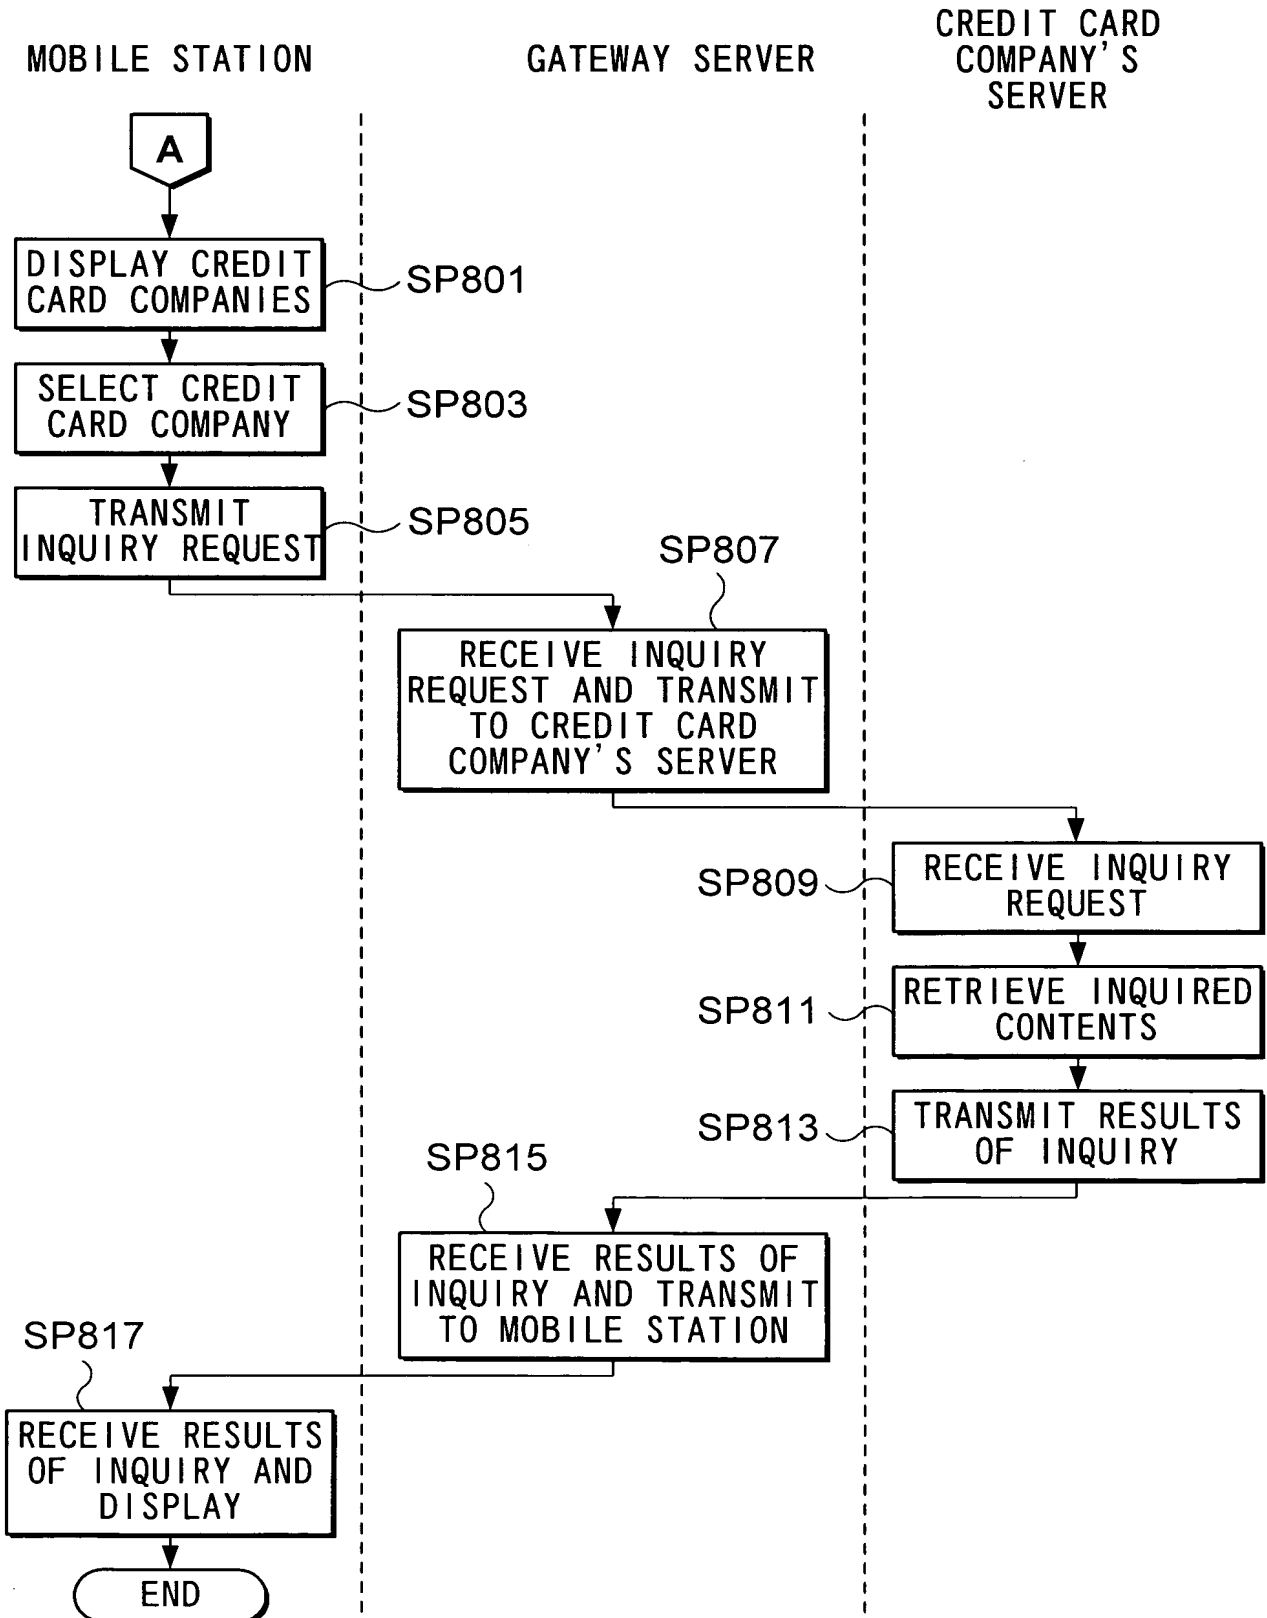 MOBILE STATION
GATEWAY SERVER
CREDIT CARD
COMPANY'S
SERVER
A
DISPLAY CREDIT
CARD COMPANIES
SP801
SELECT CREDIT
CARD COMPANY
SP803
TRANSMIT
INQUIRY REQUEST
SP805
SP807
RECEIVE INQUIRY
REQUEST AND TRANSMIT
TO CREDIT CARD
COMPANY'S SERVER
SP809
RECEIVE INQUIRY
REQUEST
SP811
RETRIEVE INQUIRED
CONTENTS
SP813
TRANSMIT RESULTS
OF INQUIRY
SP815
RECEIVE RESULTS OF
INQUIRY AND TRANSMIT
TO MOBILE STATION
SP817
RECEIVE RESULTS
OF INQUIRY AND
DISPLAY
END